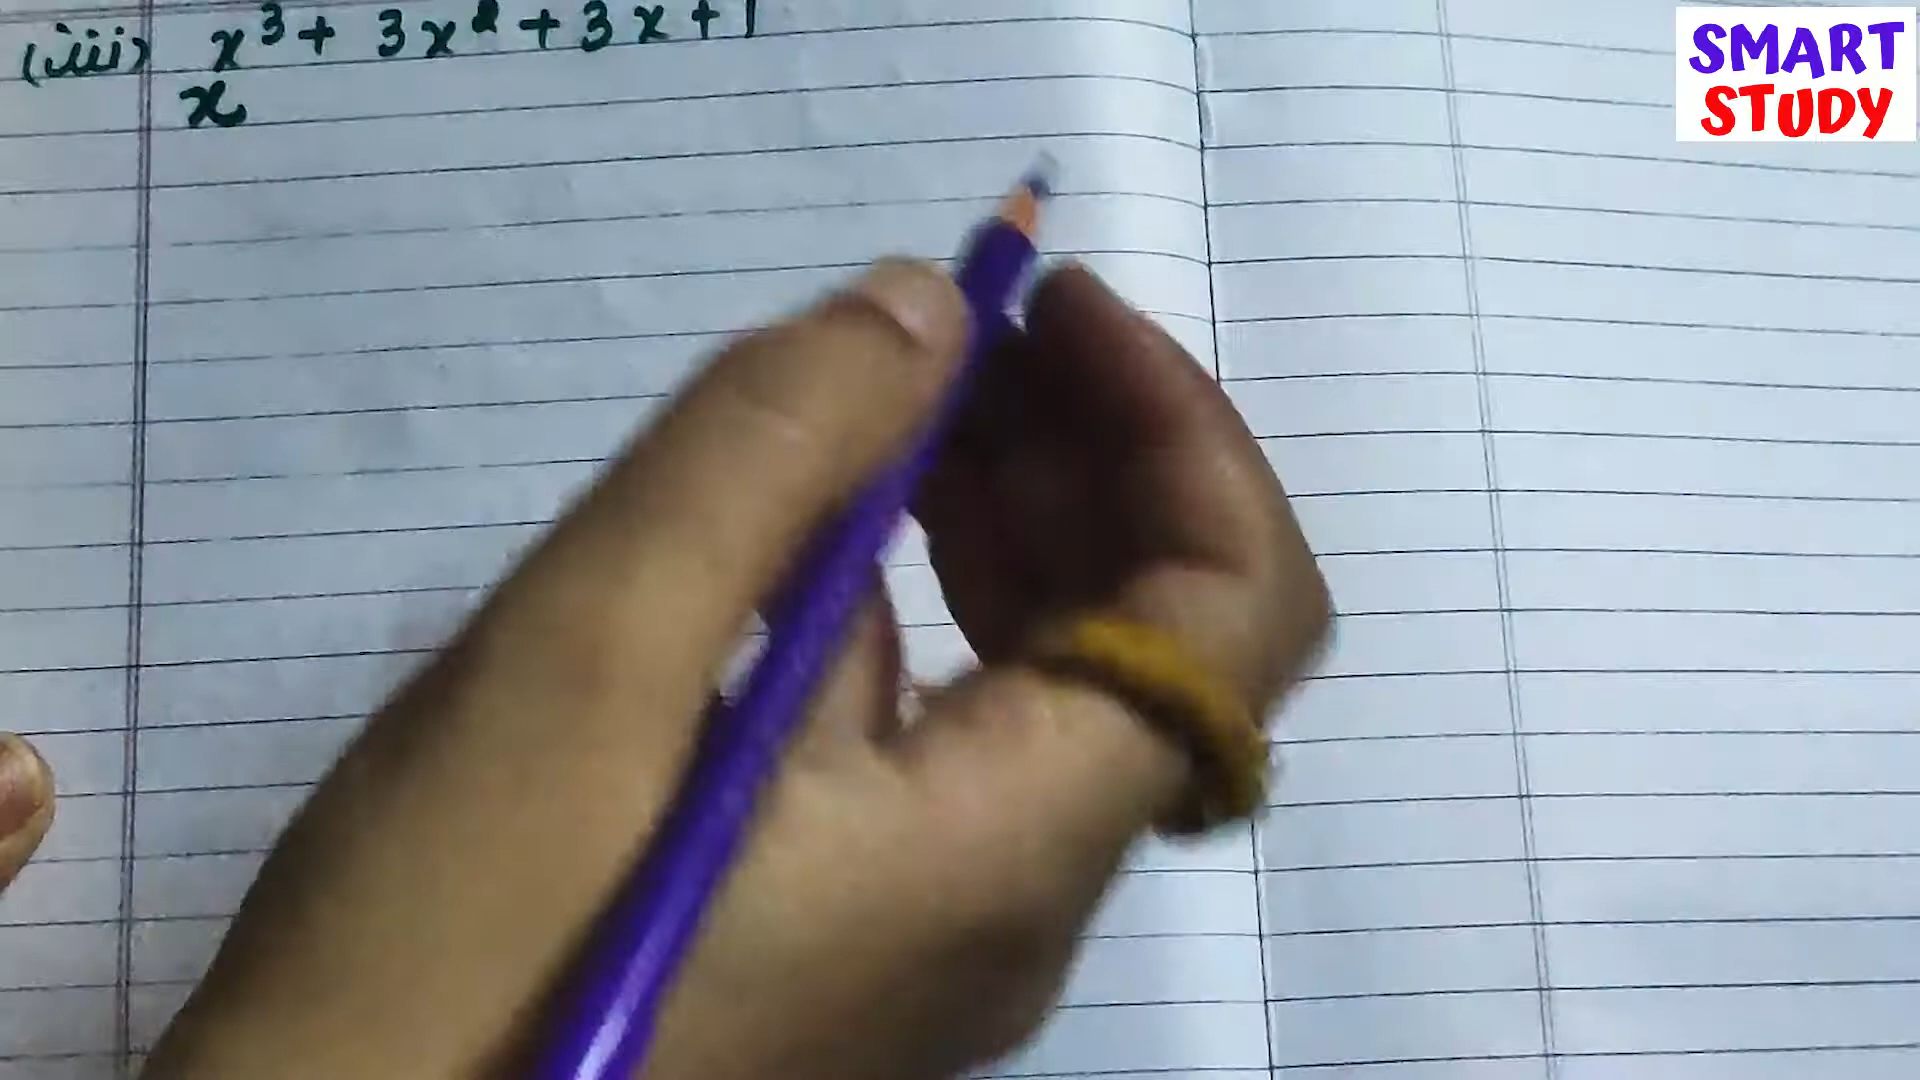 (iii) x³ + 3x² + 3x + 1
x
SMART
STUDY